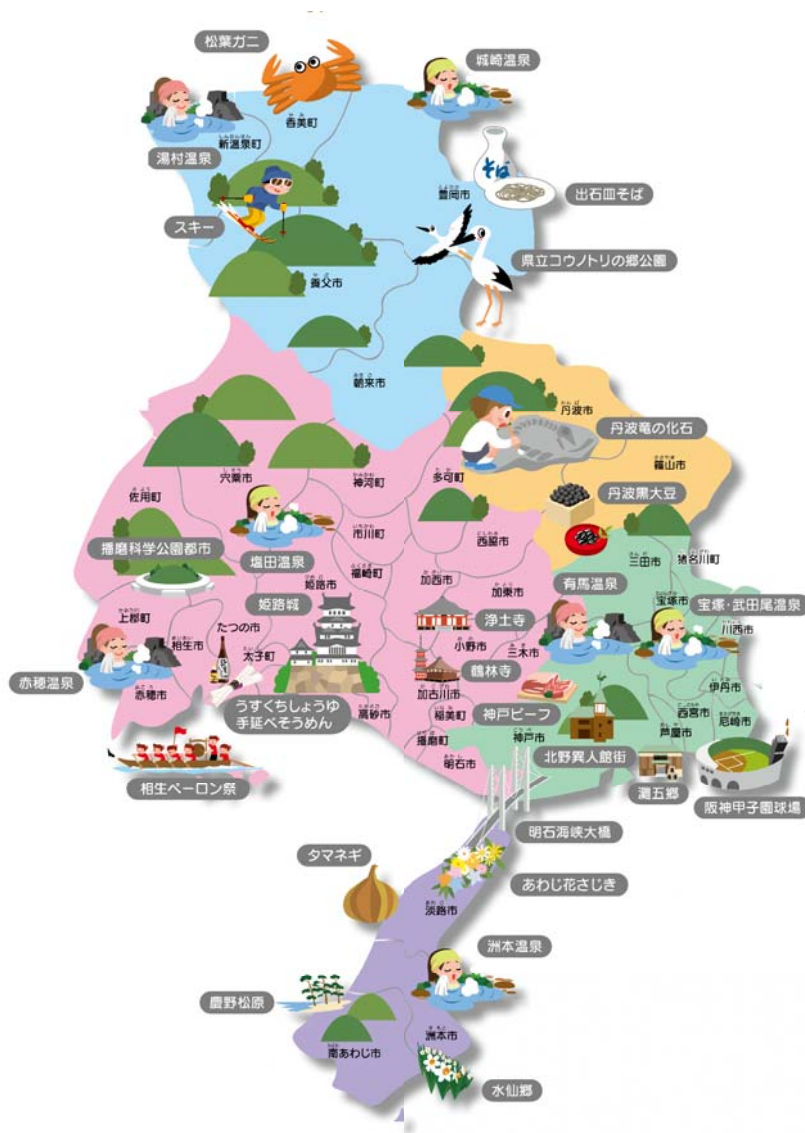 松葉ガニ
城崎温泉
香美町
新温泉町
湯村温泉
そば
豊岡市
出石皿そば
スキー
県立コウノトリの郷公園
養父市
朝来市
丹波市
丹波竜の化石
篠山市
宍粟市
神河町
多可町
佐用町
丹波黒大豆
市川町
西脇市
播磨科学公園都市
塩田温泉
福崎町
加西市
三田市
猪名川町
姫路市
加東市
有馬温泉
上郡町
姫路城
浄土寺
宝塚市
宝塚・武田尾温泉
相生市
たつの市
小野市
三木市
川西市
太子町
鶴林寺
赤穂温泉
赤穂市
加古川市
伊丹市
うすくちしょうゆ
手延べそうめん
高砂市
稲美町
神戸ビーフ
西宮市
尼崎市
芦屋市
播磨町
神戸市
明石市
北野異人館街
相生ペーロン祭
灘五郷
阪神甲子園球場
明石海峡大橋
タマネギ
あわじ花さじき
淡路市
洲本温泉
慶野松原
洲本市
南あわじ市
水仙郷